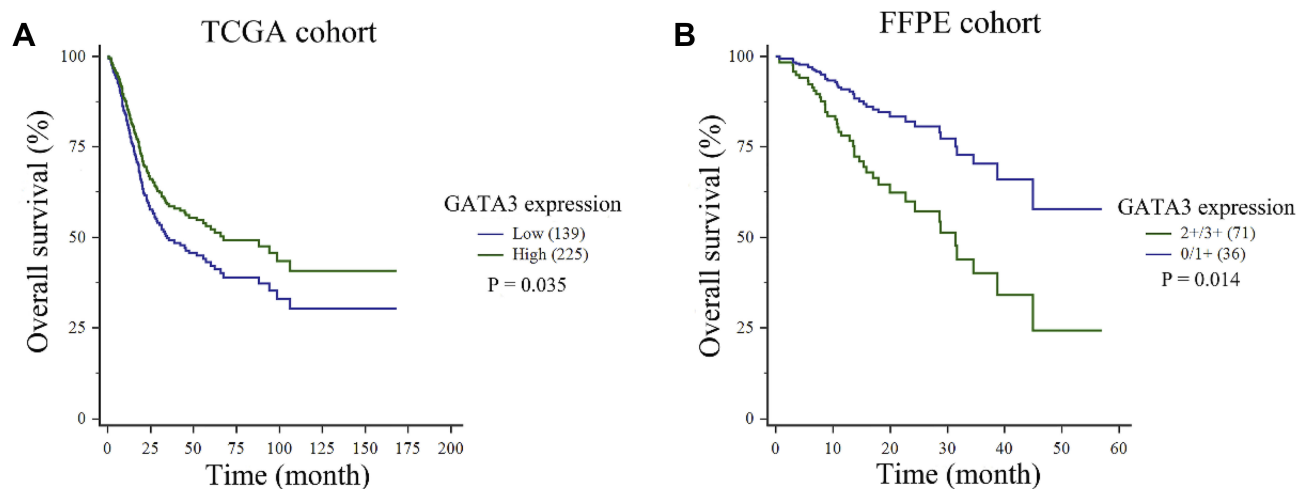 A
TCGA cohort
Overall survival (%)
100
75
50
25
0
0 25 50 75 100 125 150 175 200
Time (month)
GATA3 expression
Low (139)
High (225)
P = 0.035
B
FFPE cohort
Overall survival (%)
100
75
50
25
0
0 10 20 30 40 50 60
Time (month)
GATA3 expression
2+/3+ (71)
0/1+ (36)
P = 0.014